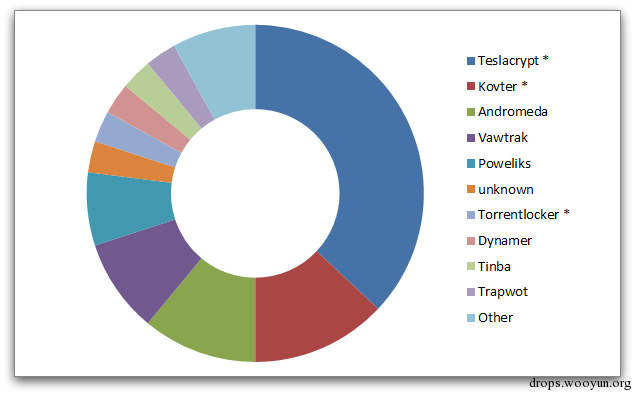 Teslacrypt *
Kovter *
Andromeda
Vawtrak
Poweliks
unknown
Torrentlocker *
Dynamer
Tinba
Trapwot
Other
drops.wooyun.org